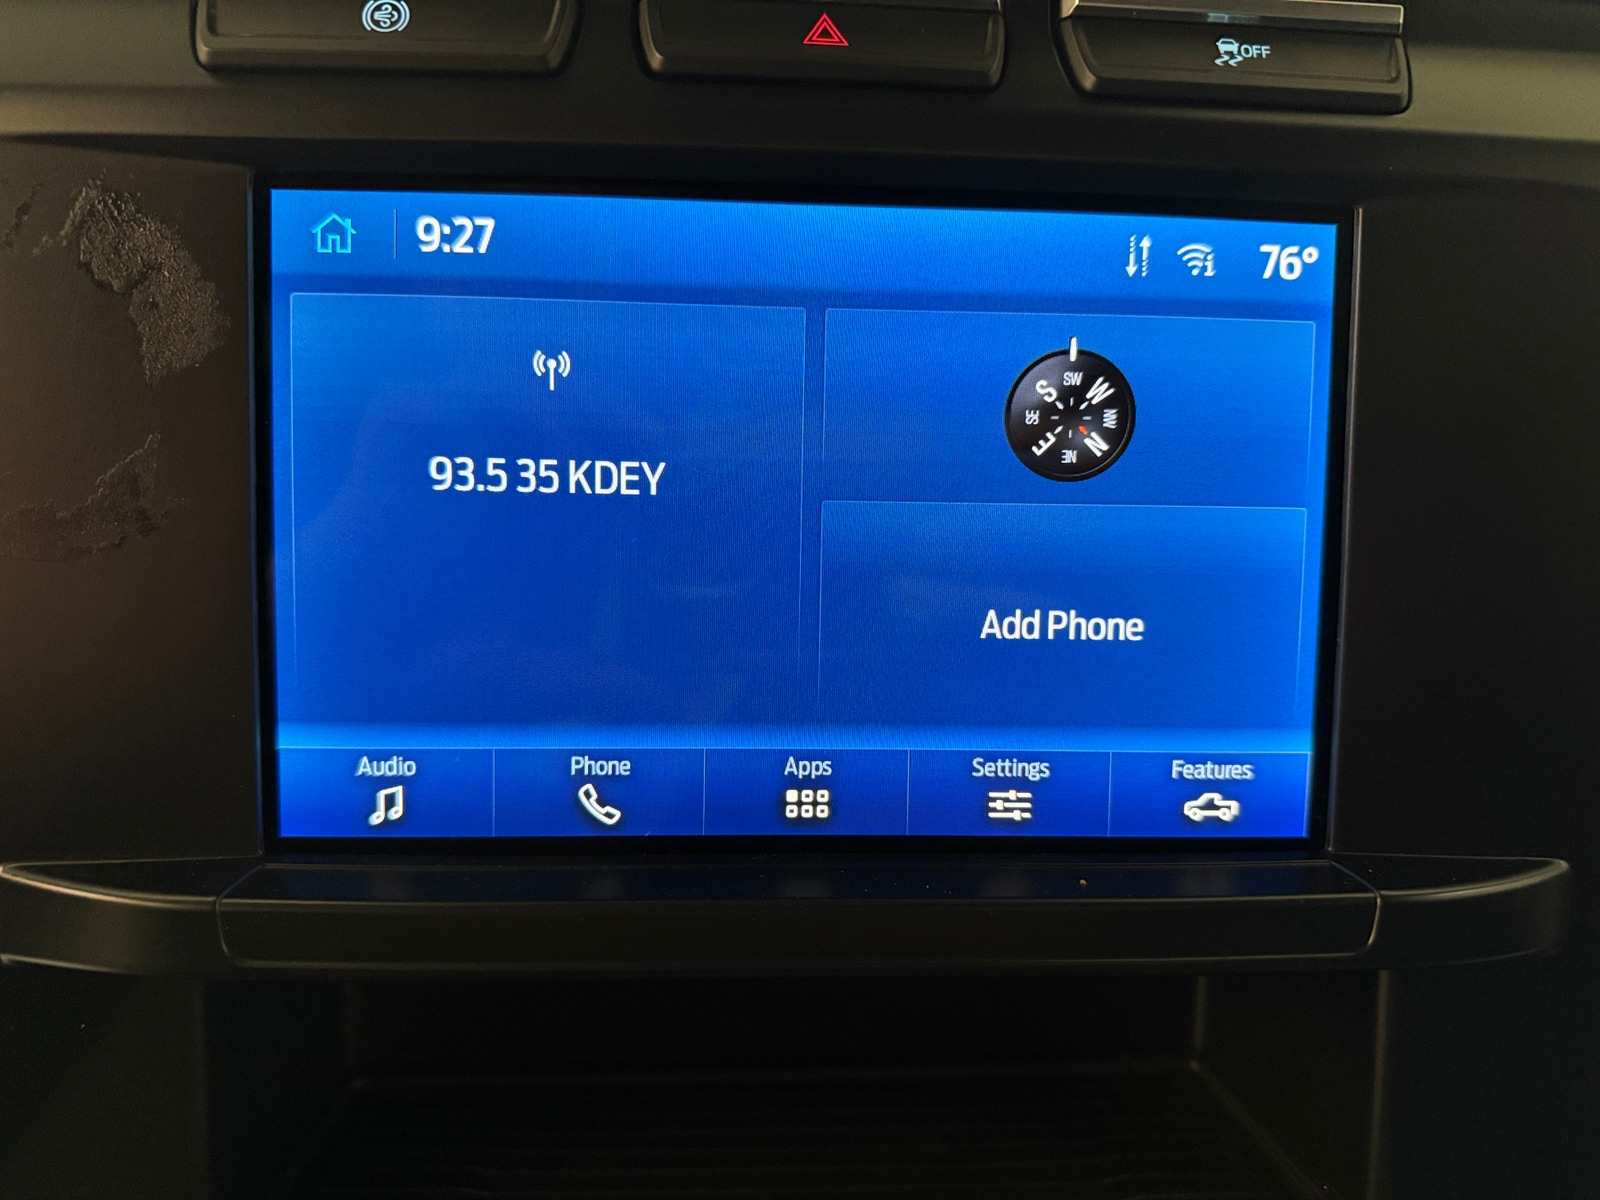 OFF
9:27
76°
93.5 35 KDEY
SW
S
W
SE
NW
E
N
NE
Add Phone
Audio
Phone
Apps
Settings
Features